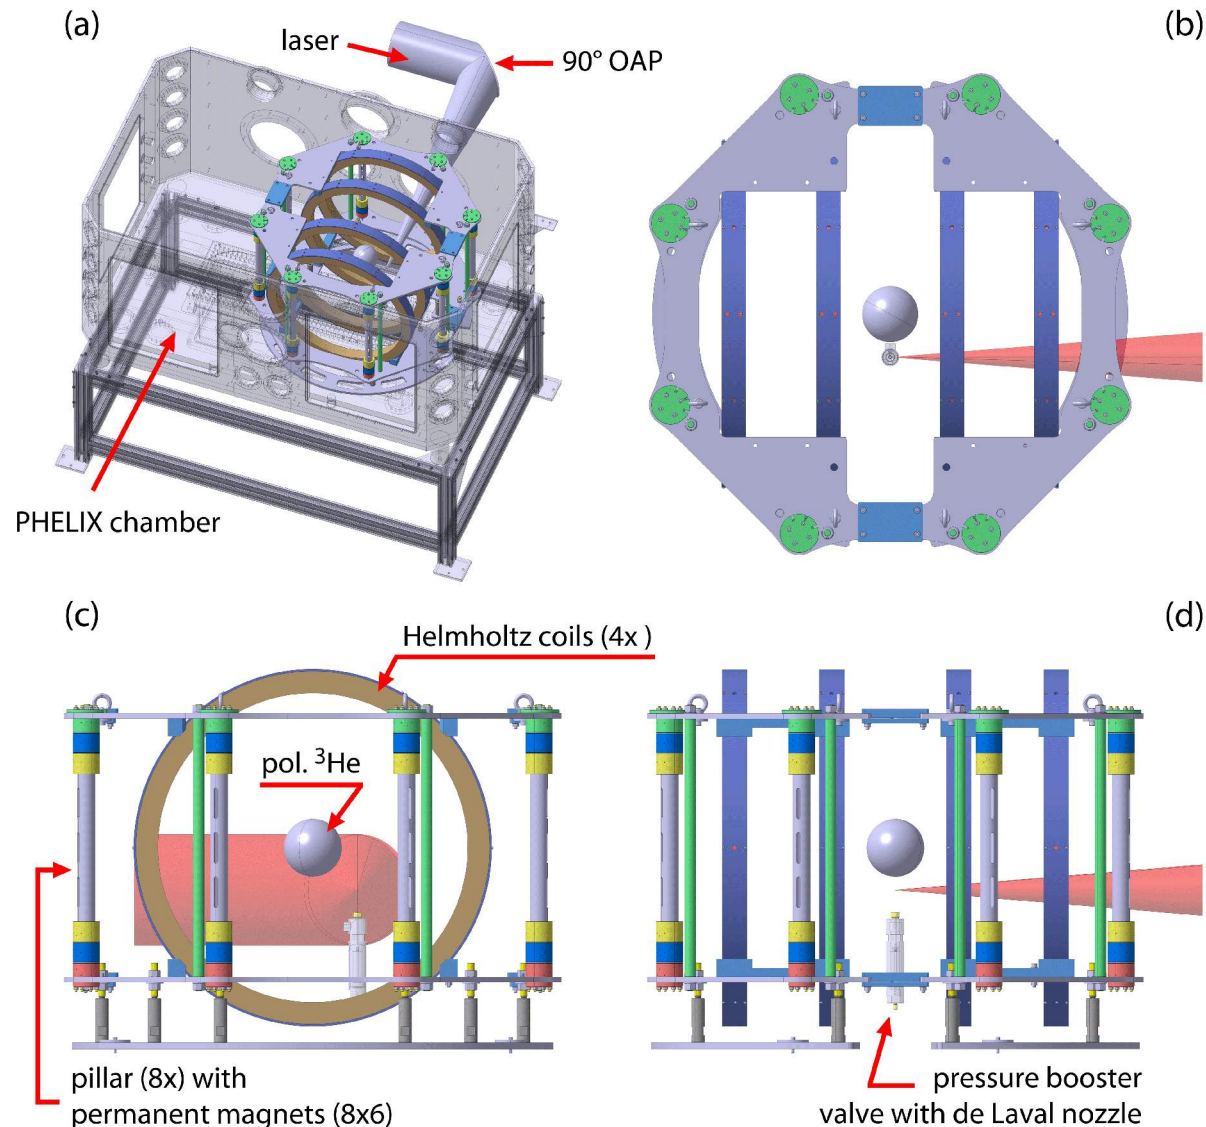 (a)
laser
90° OAP
(b)
PHELIX chamber
(c)
Helmholtz coils (4x )
(d)
pol. ³He
pillar (8x) with
permanent magnets (8x6)
pressure booster
valve with de Laval nozzle